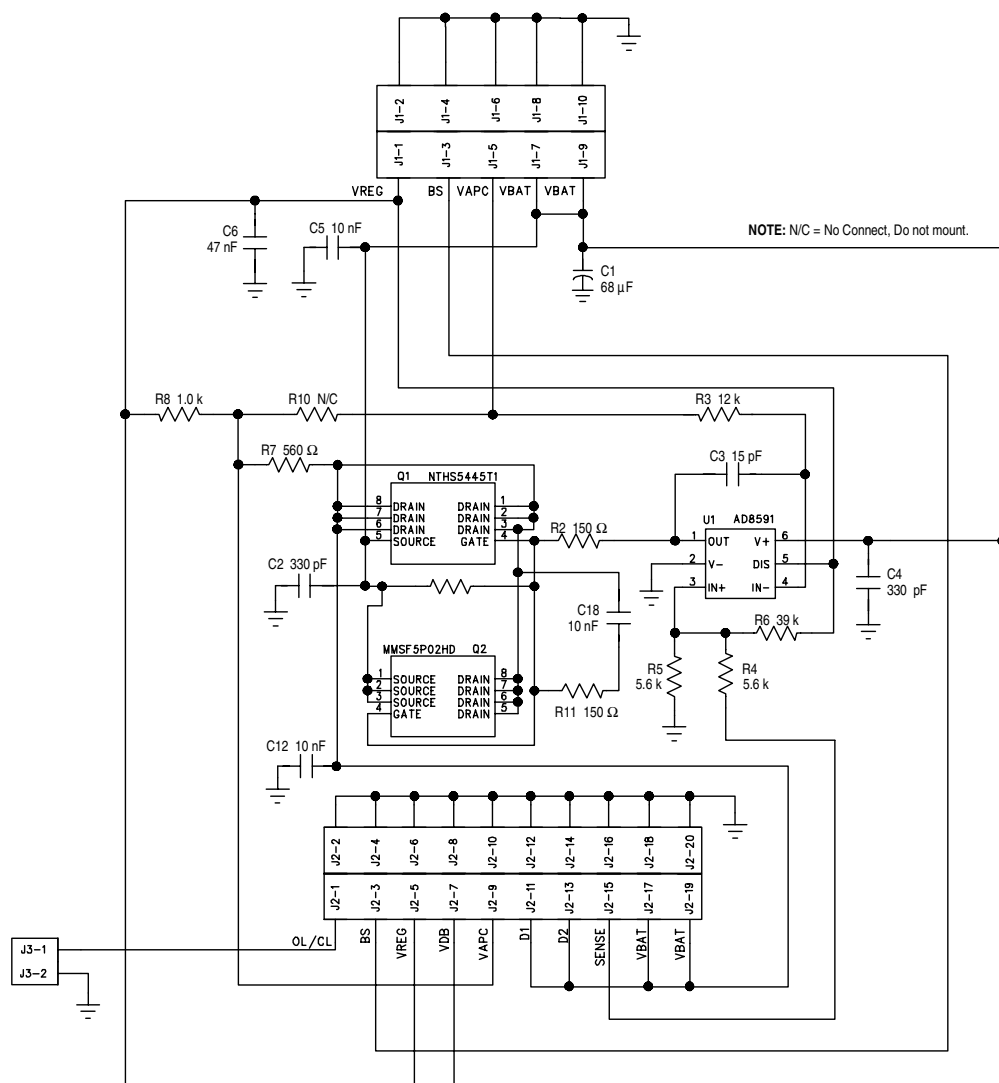 J1-2
J1-4
J1-6
J1-8
J1-10
J1-1
J1-3
J1-5
J1-7
J1-9
VREG
BS
VAPC
VBAT
VBAT
C6
47 nF
C5 10 nF
C1
68 µF
NOTE: N/C = No Connect, Do not mount.
R8 1.0 k
R10 N/C
R3 12 k
R7 560 Ω
C3 15 pF
Q1 NTHS5445T1
8 DRAIN DRAIN 1
7 DRAIN DRAIN 2
6 DRAIN DRAIN 3
5 SOURCE GATE 4
R2 150 Ω
U1 AD8591
1 OUT V+ 6
2 V- DIS 5
3 IN+ IN- 4
C2 330 pF
C4
330 pF
C18
10 nF
R6 39 k
R5
5.6 k
R4
5.6 k
MMSF5P02HD Q2
1 SOURCE DRAIN 8
2 SOURCE DRAIN 7
3 SOURCE DRAIN 6
4 GATE DRAIN 5
R11 150 Ω
C12 10 nF
J2-2
J2-4
J2-6
J2-8
J2-10
J2-12
J2-14
J2-16
J2-18
J2-20
J2-1
J2-3
J2-5
J2-7
J2-9
J2-11
J2-13
J2-15
J2-17
J2-19
OL/CL
BS
VREG
VDB
VAPC
D1
D2
SENSE
VBAT
VBAT
J3-1
J3-2